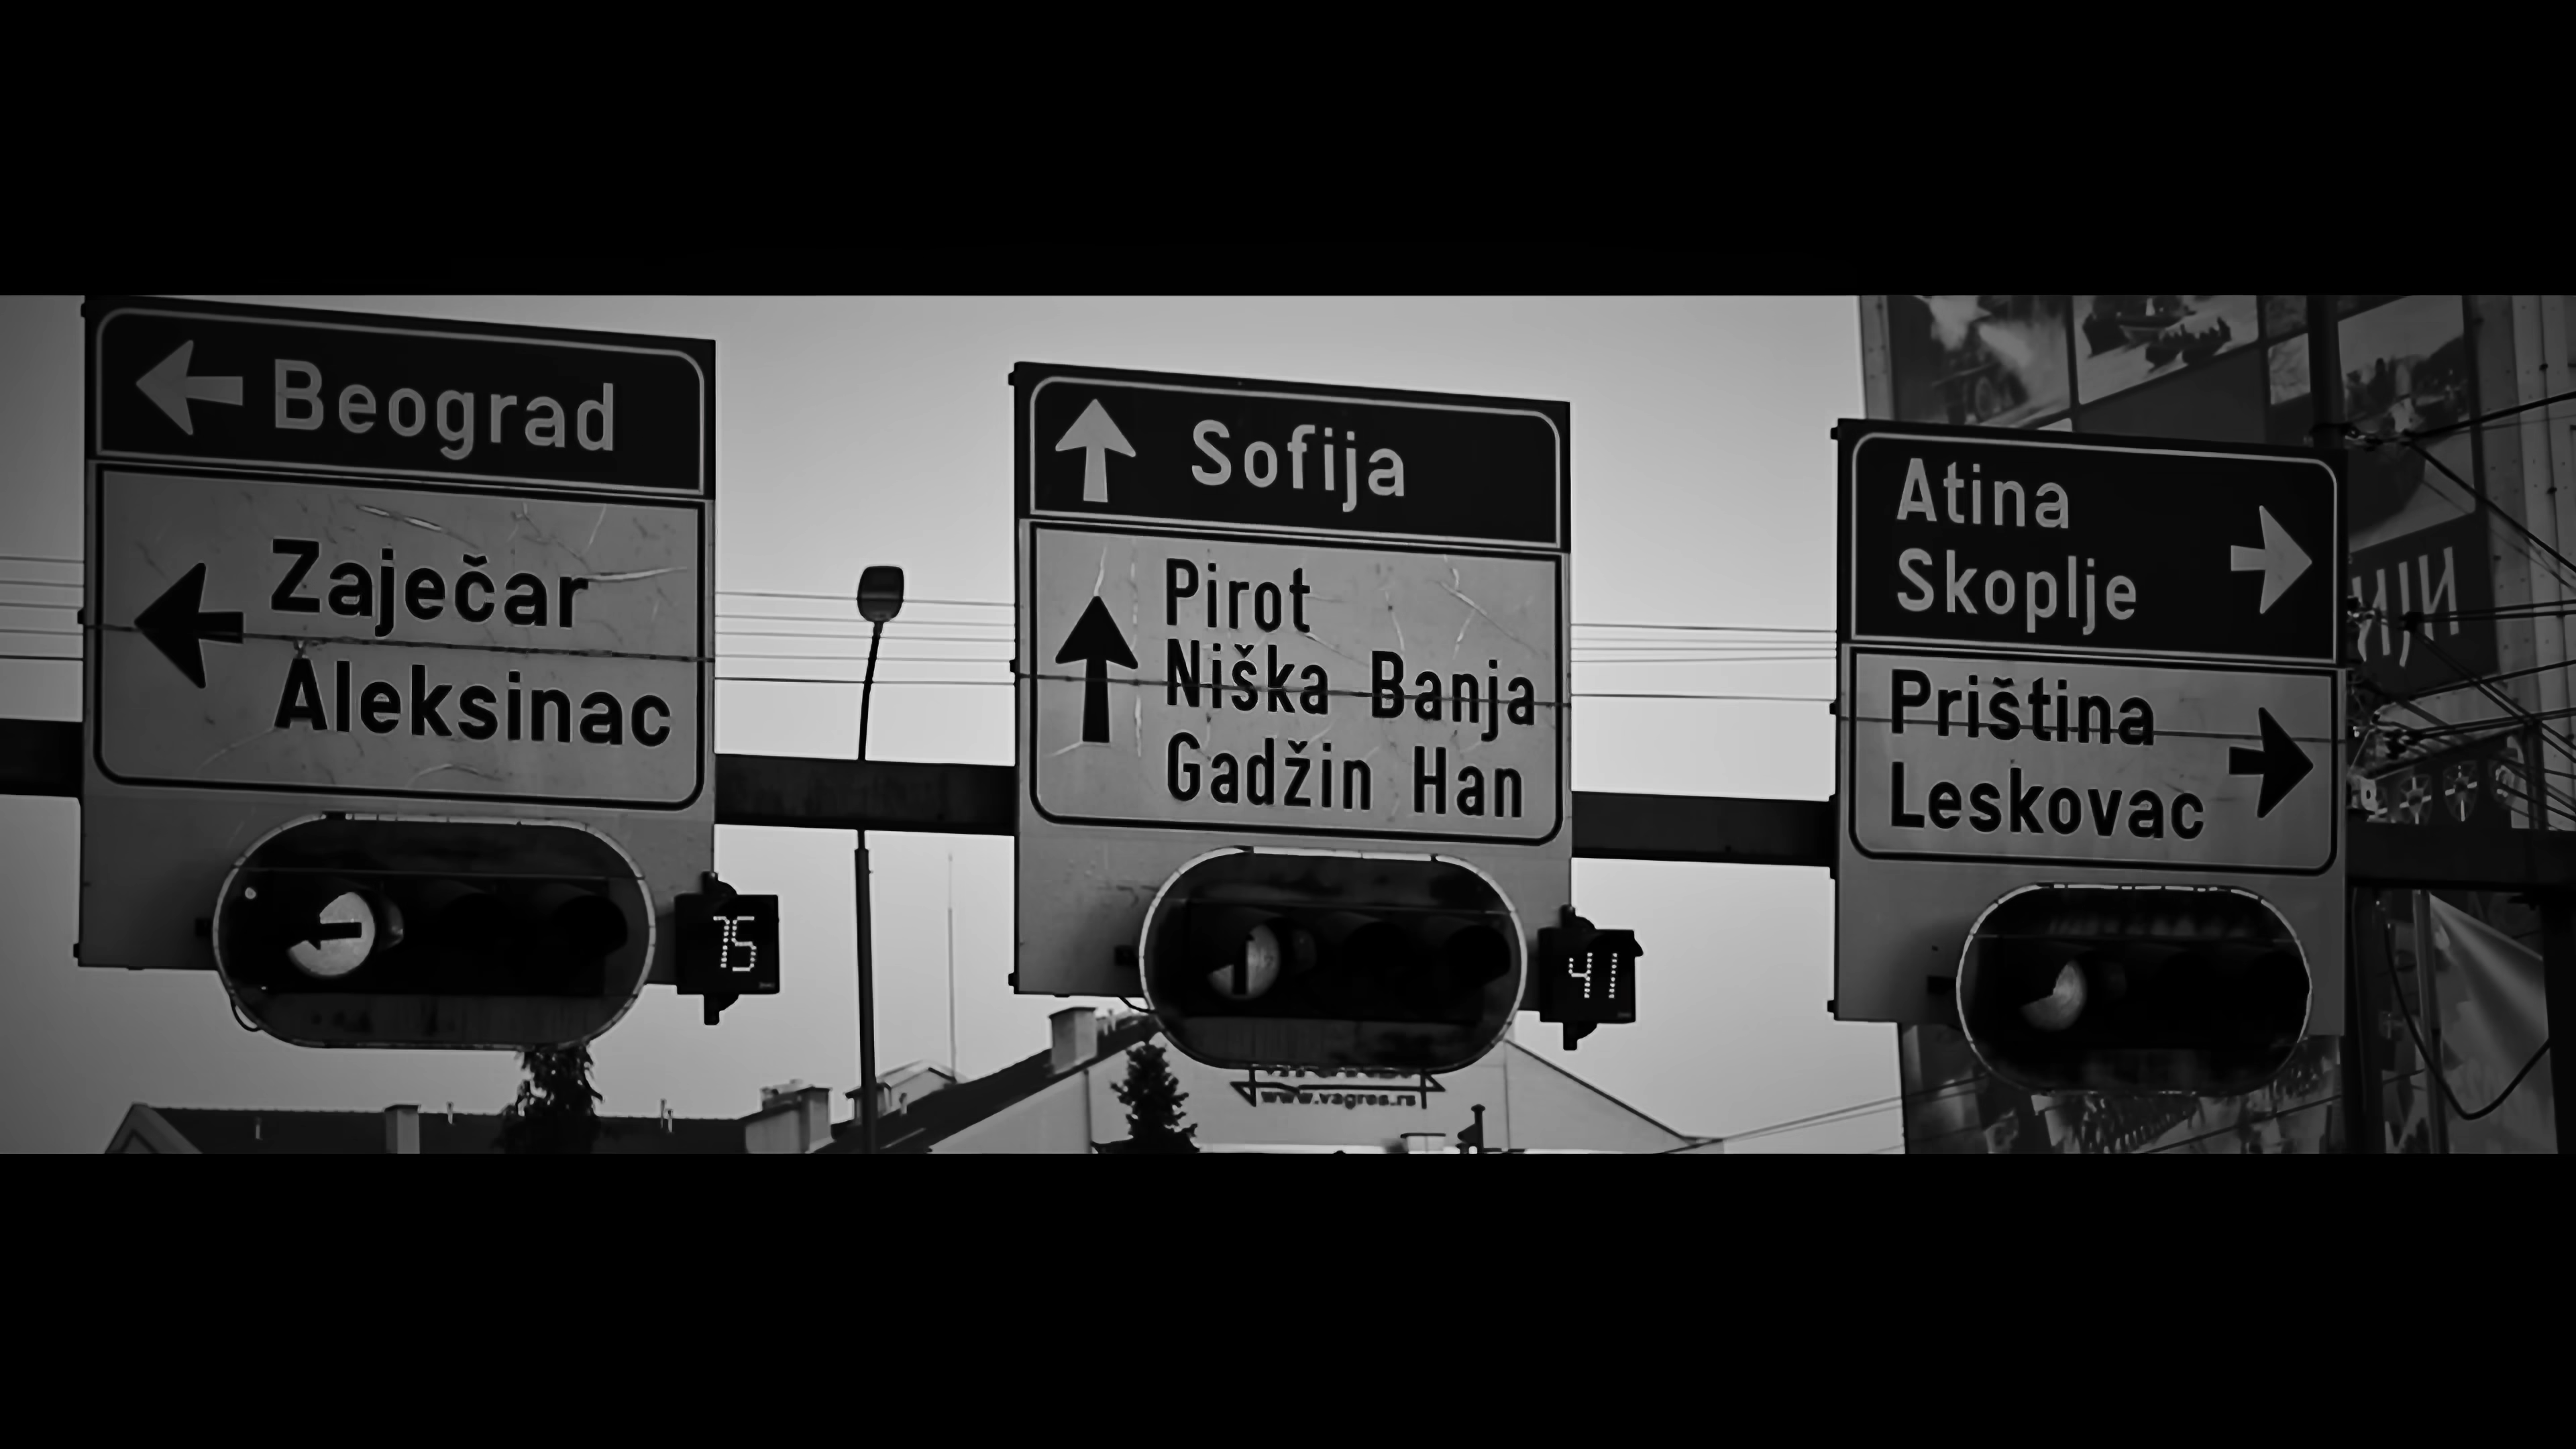 Beograd
Zaječar
Aleksinac
75
Sofija
Pirot
Niška Banja
Gadžin Han
41
www.vagres.rs
Atina
Skoplje
Priština
Leskovac